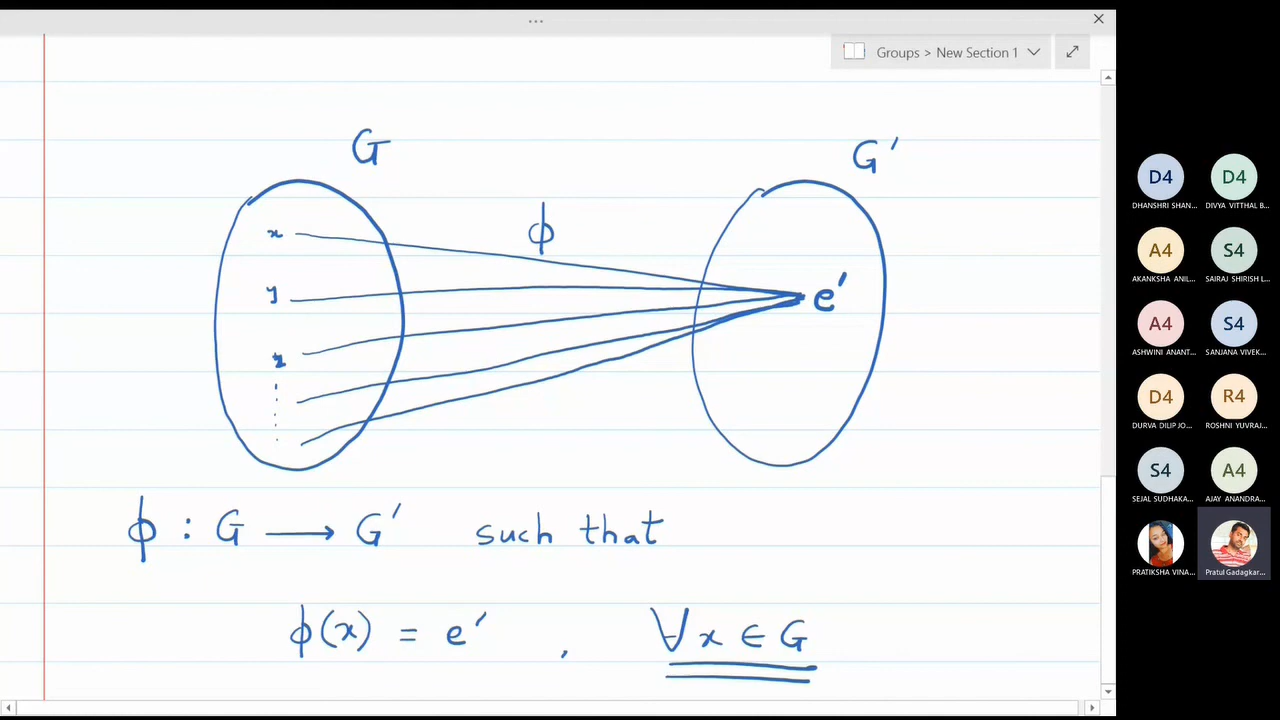 Groups > New Section 1
G
G′
ϕ
x
y
z
e′
ϕ : G ⟶ G′ such that
ϕ(x) = e′ , ∀ x ∈ G
D4
D4
DHANSHRI SHAN...
DIVYA VITTHAL B...
A4
S4
AKANKSHA ANIL...
SAIRAJ SHIRISH L...
A4
S4
ASHWINI ANANT...
SANJANA VIVEK...
D4
R4
DURVA DILIP JO...
ROSHNI YUVRAJ...
S4
A4
SEJAL SUDHAKA...
AJAY ANANDRA...
PRATIKSHA VINA...
Pratul Gadagkar...